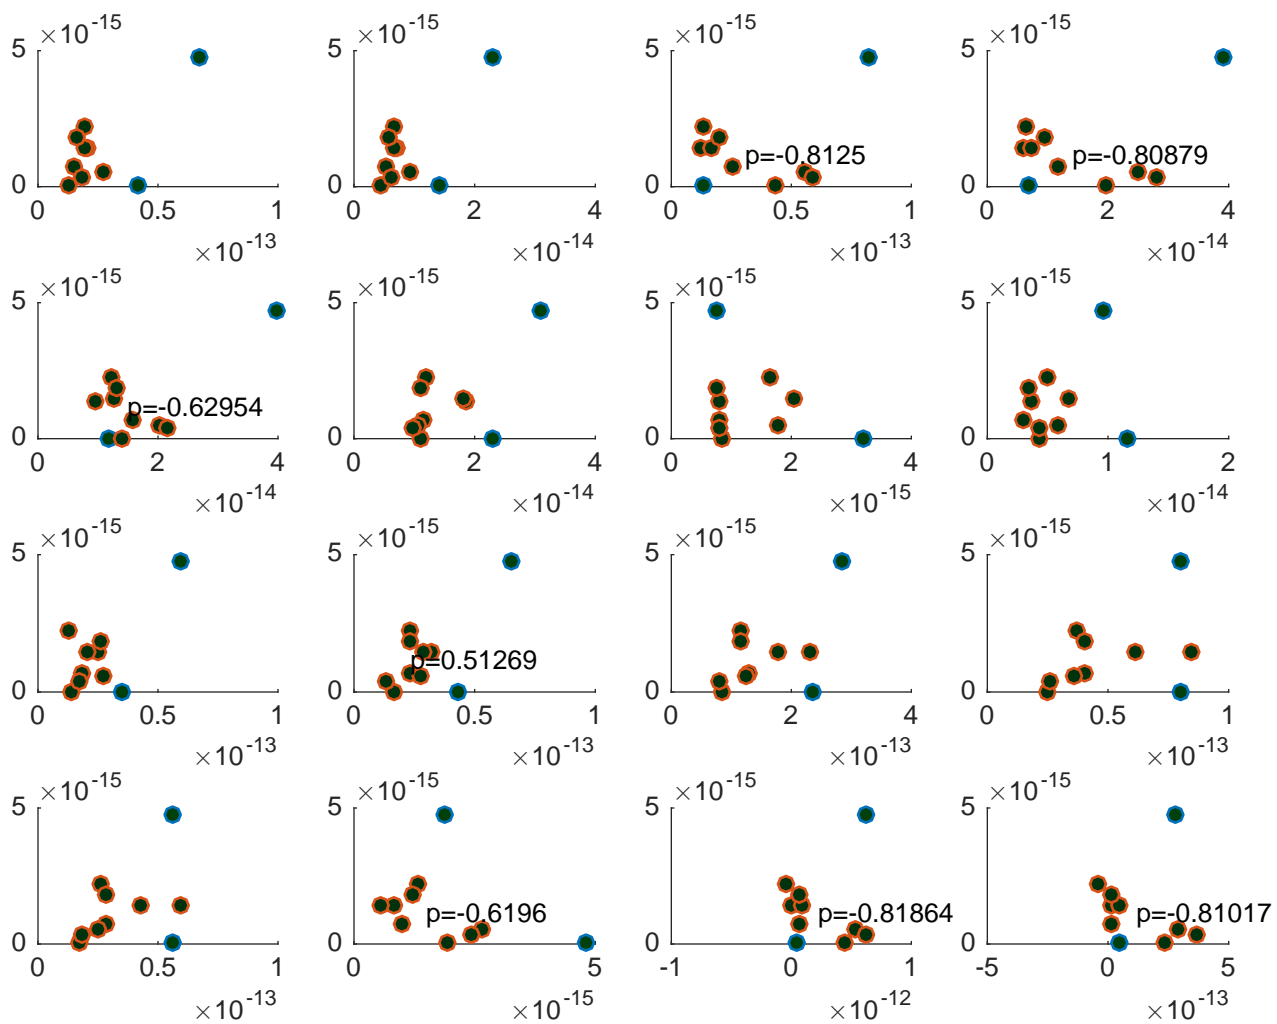 ×10-15 ×10-15 ×10-15 ×10-15
5 5 5 5
p=-0.8125 p=-0.80879
0 0 0 0
0 0.5 1 0 2 4 0 0.5 1 0 2 4
×10-13 ×10-14 ×10-13 ×10-14
×10-15 ×10-15 ×10-15 ×10-15
5 5 5 5
p=-0.62954
0 0 0 0
0 2 4 0 2 4 0 2 4 0 1 2
×10-14 ×10-14 ×10-15 ×10-14
×10-15 ×10-15 ×10-15 ×10-15
5 5 5 5
p=0.51269
0 0 0 0
0 0.5 1 0 0.5 1 0 2 4 0 0.5 1
×10-13 ×10-13 ×10-13 ×10-13
×10-15 ×10-15 ×10-15 ×10-15
5 5 5 5
p=-0.6196 p=-0.81864 p=-0.81017
0 0 0 0
0 0.5 1 0 5 -1 0 1 -5 0 5
×10-13 ×10-15 ×10-12 ×10-13